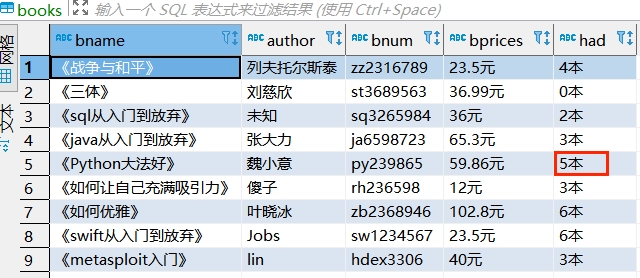 books 输入一个 SQL 表达式来过滤结果 (使用 Ctrl+Space)
网格
文本
ABC bname ABC author ABC bnum ABC bprices ABC had
1 《战争与和平》 列夫托尔斯泰 zz2316789 23.5元 4本
2 《三体》 刘慈欣 st3689563 36.99元 0本
3 《sql从入门到放弃》 未知 sq3265984 36元 2本
4 《java从入门到放弃》 张大力 ja6598723 65.3元 3本
5 《Python大法好》 魏小意 py239865 59.86元 5本
6 《如何让自己充满吸引力》 傻子 rh236598 12元 3本
7 《如何优雅》 叶晓冰 zb2368946 102.8元 6本
8 《swift从入门到放弃》 Jobs sw1234567 23.5元 6本
9 《metasploit入门》 lin hdex3306 40元 3本